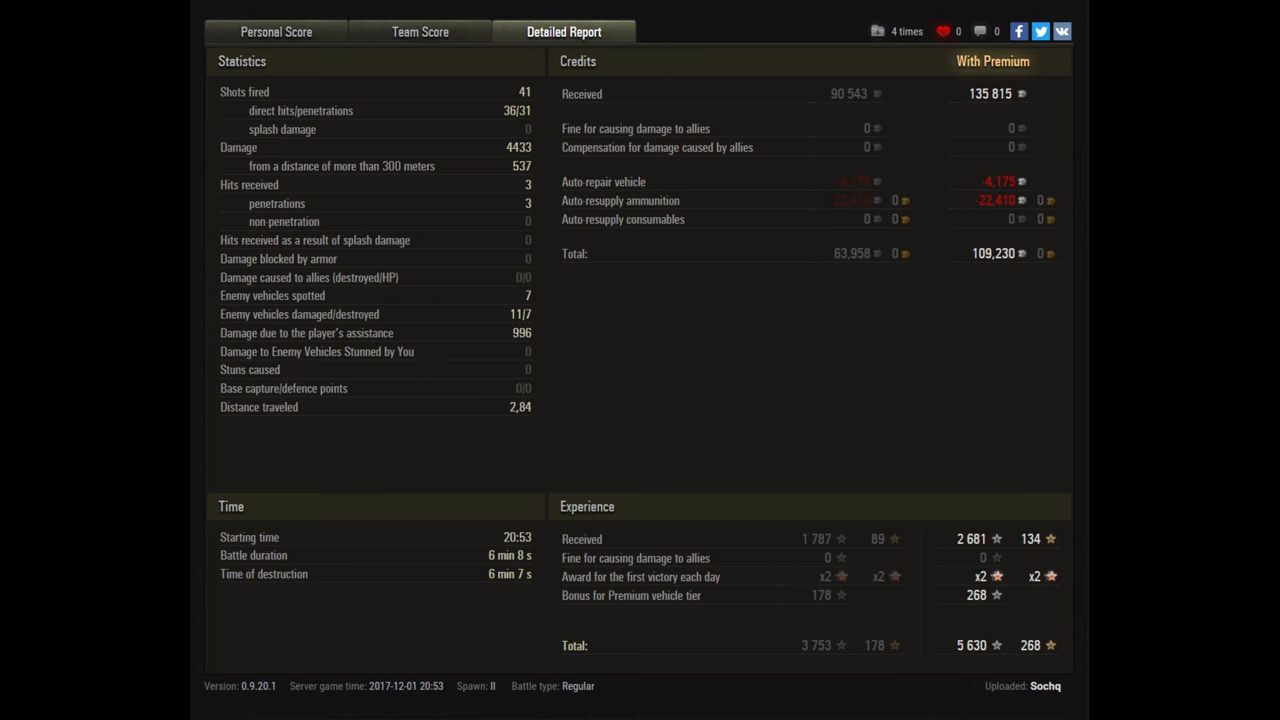 Personal Score Team Score Detailed Report 4 times 0 0
Statistics
Shots fired 41
direct hits/penetrations 36/31
splash damage 0
Damage 4433
from a distance of more than 300 meters 537
Hits received 3
penetrations 3
non-penetration 0
Hits received as a result of splash damage 0
Damage blocked by armor 0
Damage caused to allies (destroyed/HP) 0/0
Enemy vehicles spotted 7
Enemy vehicles damaged/destroyed 11/7
Damage due to the player's assistance 996
Damage to Enemy Vehicles Stunned by You 0
Stuns caused 0
Base capture/defence points 0/0
Distance traveled 2,84
Credits With Premium
Received 90 543 135 815
Fine for causing damage to allies 0 0
Compensation for damage caused by allies 0 0
Auto-repair vehicle -4,175 -4,175
Auto-resupply ammunition -22,410 0 -22,410 0
Auto-resupply consumables 0 0 0 0
Total: 63,958 0 109,230 0
Time
Starting time 20:53
Battle duration 6 min 8 s
Time of destruction 6 min 7 s
Experience
Received 1 787 89 2 681 134
Fine for causing damage to allies 0 0
Award for the first victory each day x2 x2 x2 x2
Bonus for Premium vehicle tier 178 268
Total: 3 753 178 5 630 268
Version: 0.9.20.1 Server game time: 2017-12-01 20:53 Spawn: II Battle type: Regular Uploaded: Sochq